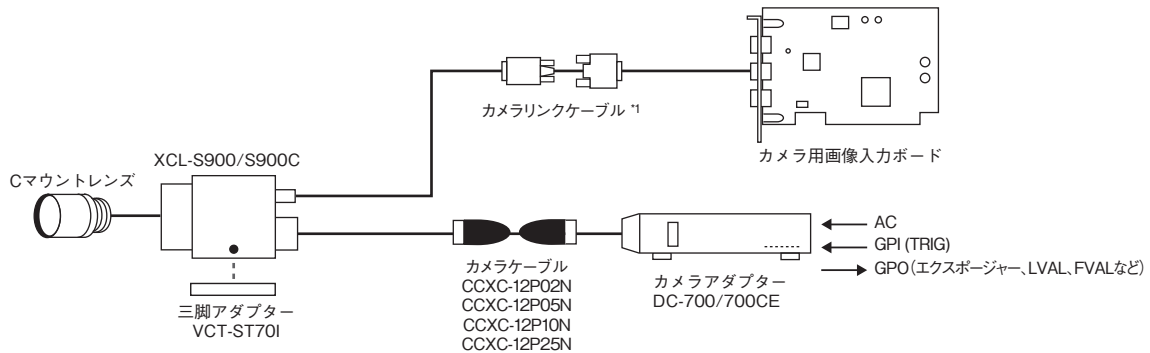 カメラリンクケーブル *1
カメラ用画像入力ボード
XCL-S900/S900C
Cマウントレンズ
三脚アダプター
VCT-ST70I
カメラケーブル
CCXC-12P02N
CCXC-12P05N
CCXC-12P10N
CCXC-12P25N
カメラアダプター
DC-700/700CE
AC
GPI (TRIG)
GPO（エクスポージャー、LVAL、FVALなど）